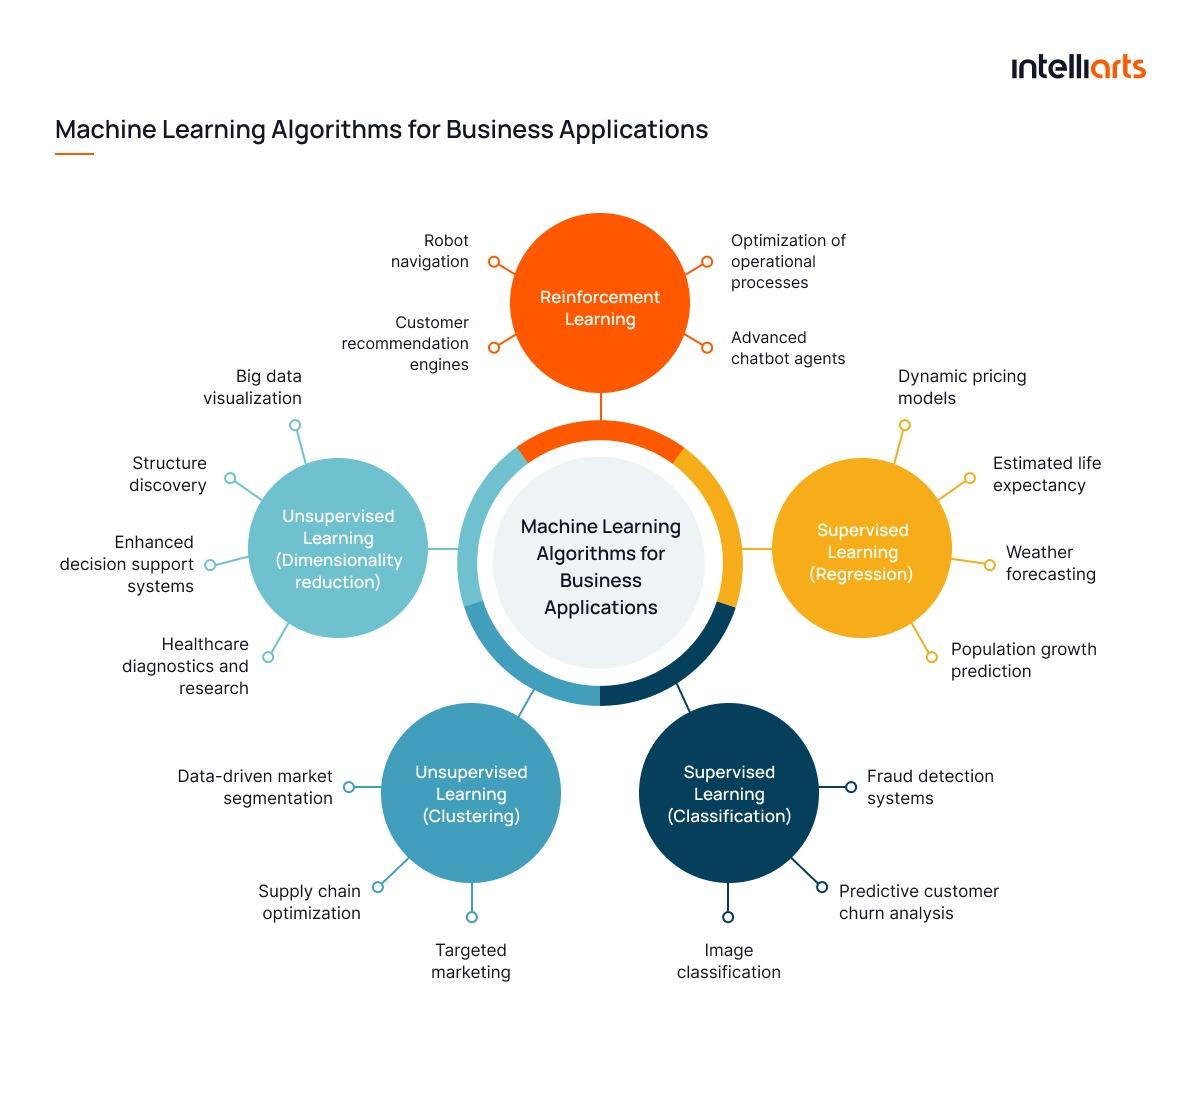 intelliarts
Machine Learning Algorithms for Business Applications
Robot
navigation
Customer
recommendation
engines
Reinforcement
Learning
Optimization of
operational
processes
Advanced
chatbot agents
Big data
visualization
Structure
discovery
Enhanced
decision support
systems
Healthcare
diagnostics and
research
Unsupervised
Learning
(Dimensionality
reduction)
Machine Learning
Algorithms for
Business
Applications
Supervised
Learning
(Regression)
Dynamic pricing
models
Estimated life
expectancy
Weather
forecasting
Population growth
prediction
Unsupervised
Learning
(Clustering)
Data-driven market
segmentation
Supply chain
optimization
Targeted
marketing
Supervised
Learning
(Classification)
Fraud detection
systems
Predictive customer
churn analysis
Image
classification